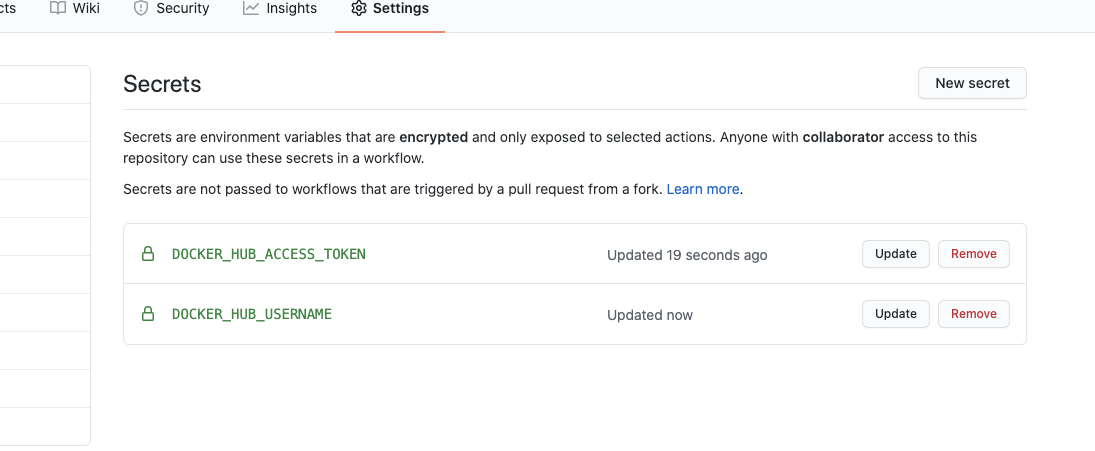 cts Wiki Security Insights Settings
Secrets New secret
Secrets are environment variables that are encrypted and only exposed to selected actions. Anyone with collaborator access to this
repository can use these secrets in a workflow.
Secrets are not passed to workflows that are triggered by a pull request from a fork. Learn more.
DOCKER_HUB_ACCESS_TOKEN Updated 19 seconds ago Update Remove
DOCKER_HUB_USERNAME Updated now Update Remove